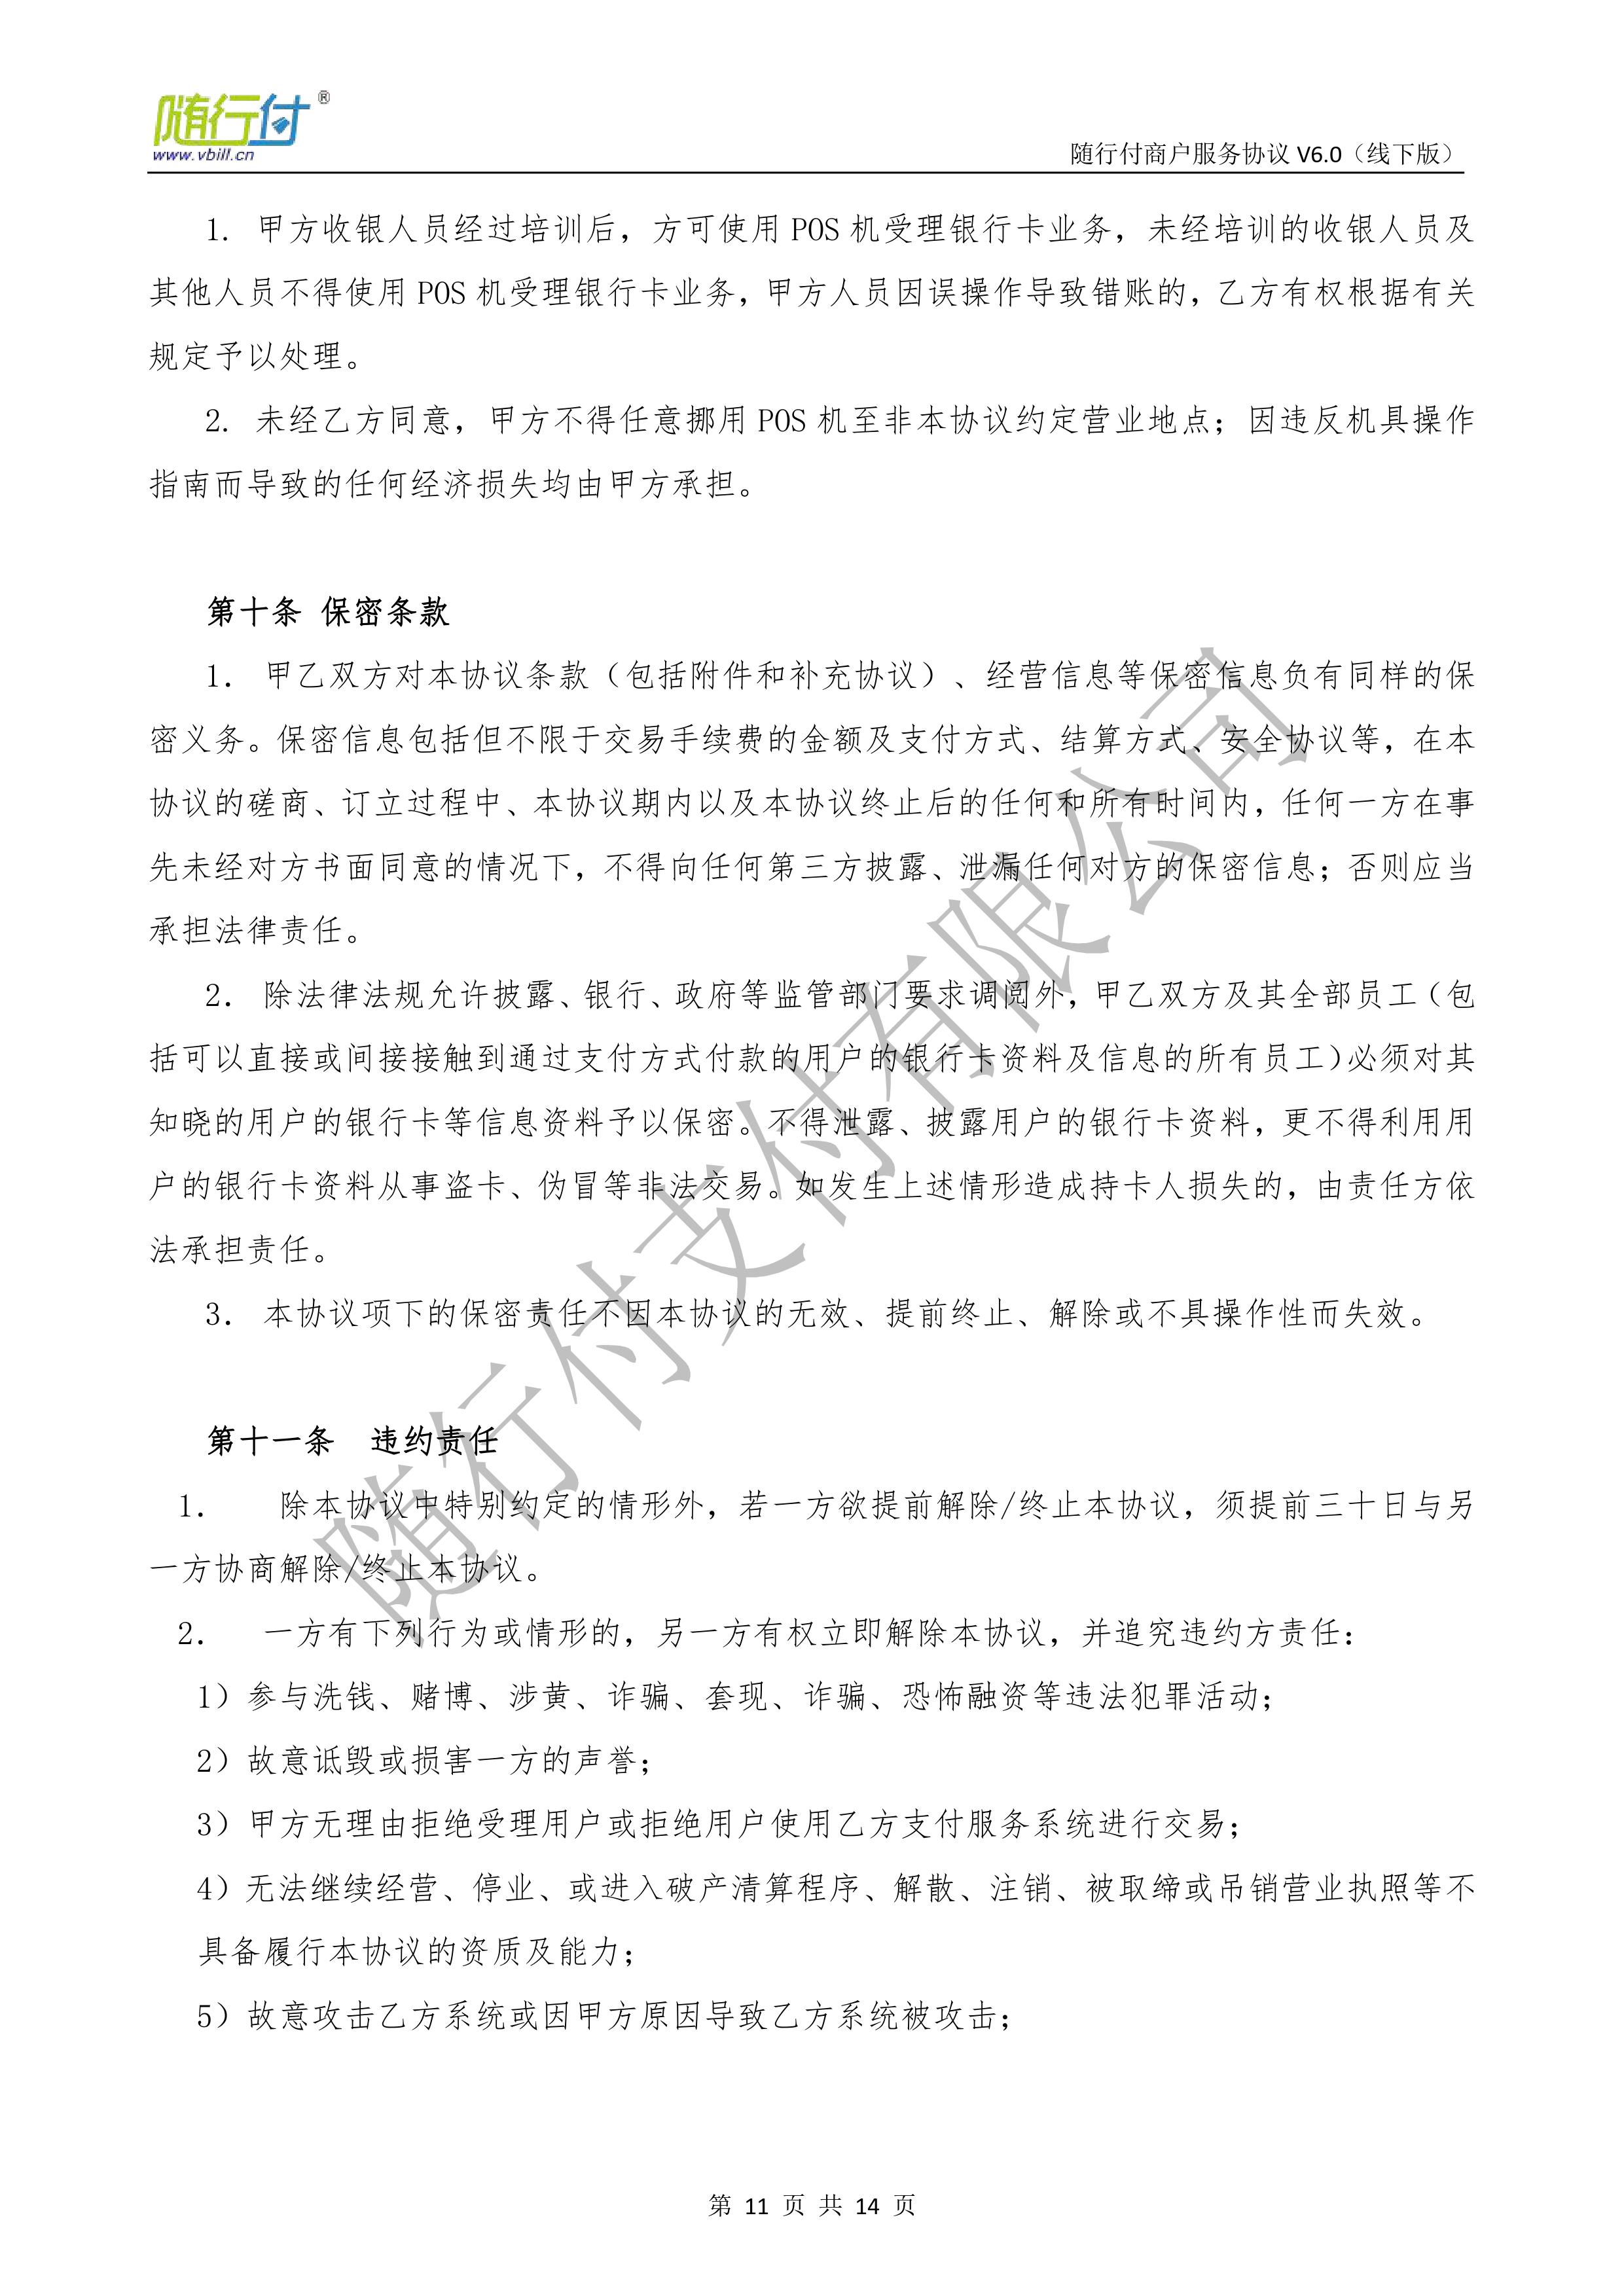 随行付®
www.vbill.cn
随行付商户服务协议 V6.0（线下版）
1. 甲方收银人员经过培训后，方可使用 POS 机受理银行卡业务，未经培训的收银人员及
其他人员不得使用 POS 机受理银行卡业务，甲方人员因误操作导致错账的，乙方有权根据有关
规定予以处理。
2. 未经乙方同意，甲方不得任意挪用 POS 机至非本协议约定营业地点；因违反机具操作
指南而导致的任何经济损失均由甲方承担。
第十条 保密条款
1. 甲乙双方对本协议条款（包括附件和补充协议）、经营信息等保密信息负有同样的保
密义务。保密信息包括但不限于交易手续费的金额及支付方式、结算方式、安全协议等，在本
协议的磋商、订立过程中、本协议期内以及本协议终止后的任何和所有时间内，任何一方在事
先未经对方书面同意的情况下，不得向任何第三方披露、泄漏任何对方的保密信息；否则应当
承担法律责任。
2. 除法律法规允许披露、银行、政府等监管部门要求调阅外，甲乙双方及其全部员工（包
括可以直接或间接接触到通过支付方式付款的用户的银行卡资料及信息的所有员工）必须对其
知晓的用户的银行卡等信息资料予以保密。不得泄露、披露用户的银行卡资料，更不得利用用
户的银行卡资料从事盗卡、伪冒等非法交易。如发生上述情形造成持卡人损失的，由责任方依
法承担责任。
3. 本协议项下的保密责任不因本协议的无效、提前终止、解除或不具操作性而失效。
第十一条 违约责任
1. 除本协议中特别约定的情形外，若一方欲提前解除/终止本协议，须提前三十日与另
一方协商解除/终止本协议。
2. 一方有下列行为或情形的，另一方有权立即解除本协议，并追究违约方责任：
1）参与洗钱、赌博、涉黄、诈骗、套现、诈骗、恐怖融资等违法犯罪活动；
2）故意诋毁或损害一方的声誉；
3）甲方无理由拒绝受理用户或拒绝用户使用乙方支付服务系统进行交易；
4）无法继续经营、停业、或进入破产清算程序、解散、注销、被取缔或吊销营业执照等不
具备履行本协议的资质及能力；
5）故意攻击乙方系统或因甲方原因导致乙方系统被攻击；
随行付支付有限公司
第 11 页 共 14 页